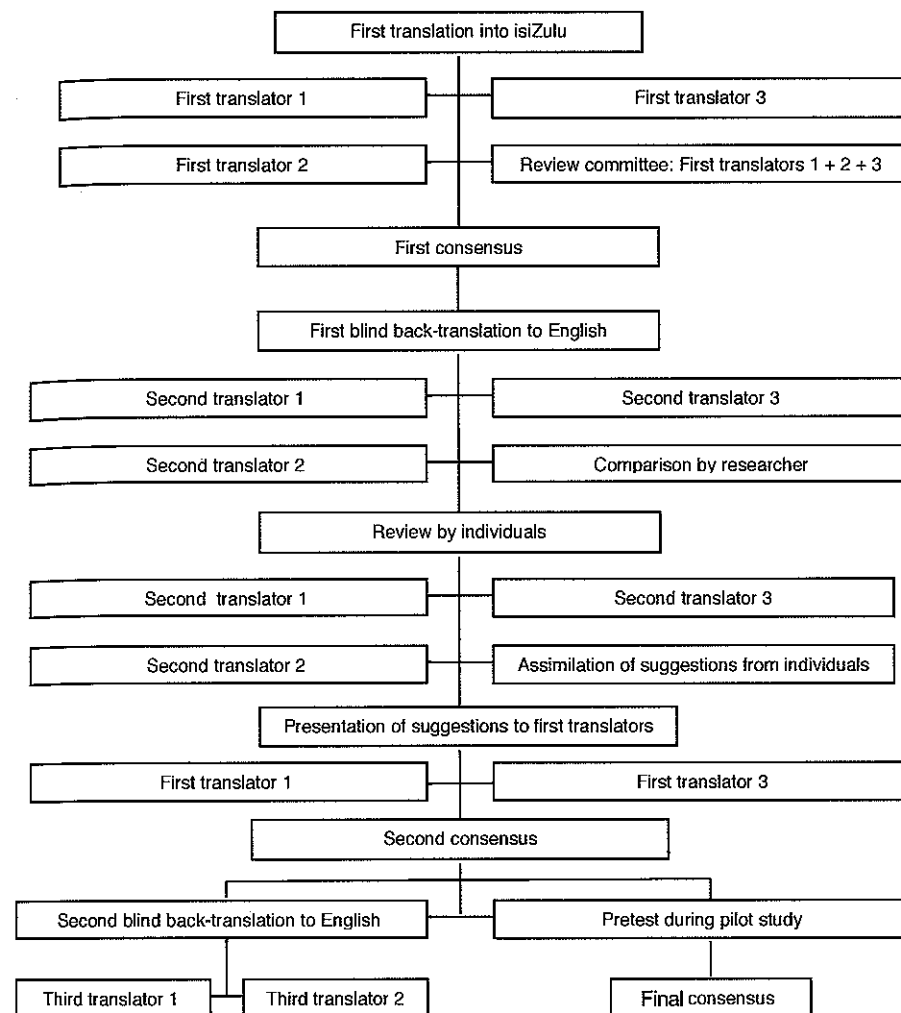 First translation into isiZulu
First translator 1
First translator 3
First translator 2
Review committee: First translators 1 + 2 + 3
First consensus
First blind back-translation to English
Second translator 1
Second translator 3
Second translator 2
Comparison by researcher
Review by individuals
Second translator 1
Second translator 3
Second translator 2
Assimilation of suggestions from individuals
Presentation of suggestions to first translators
First translator 1
First translator 3
Second consensus
Second blind back-translation to English
Pretest during pilot study
Third translator 1
Third translator 2
Final consensus